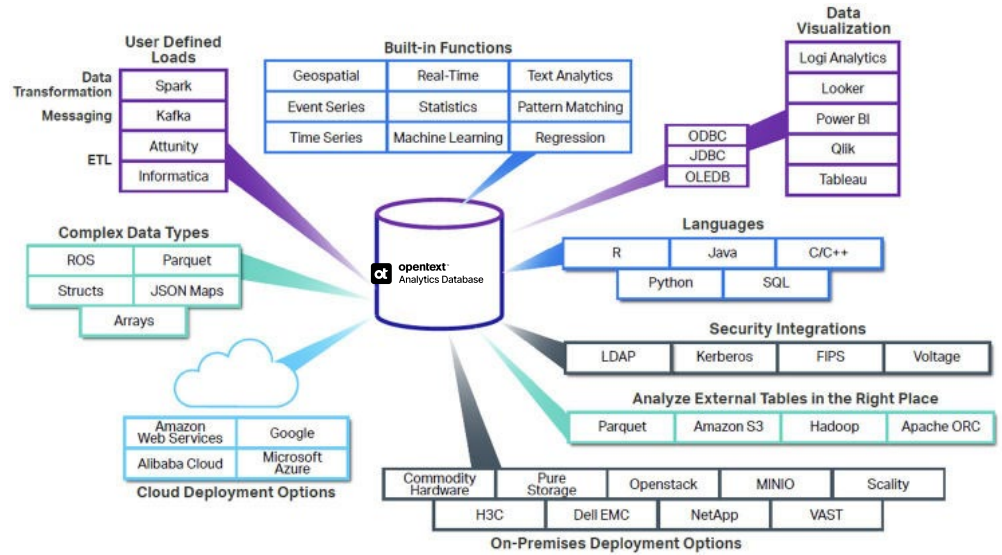 User Defined
Loads
Data
Transformation
Messaging
ETL
Spark
Kafka
Attunity
Informatica
Built-in Functions
Geospatial Real-Time Text Analytics
Event Series Statistics Pattern Matching
Time Series Machine Learning Regression
Data
Visualization
Logi Analytics
Looker
Power BI
Qlik
Tableau
ODBC
JDBC
OLEDB
Complex Data Types
ROS Parquet
Structs JSON Maps
Arrays
ot opentext™
Analytics Database
Languages
R Java C/C++
Python SQL
Security Integrations
LDAP Kerberos FIPS Voltage
Analyze External Tables in the Right Place
Parquet Amazon S3 Hadoop Apache ORC
Amazon
Web Services
Google
Alibaba Cloud
Microsoft
Azure
Cloud Deployment Options
Commodity
Hardware
Pure
Storage
Openstack MINIO Scality
H3C Dell EMC NetApp VAST
On-Premises Deployment Options